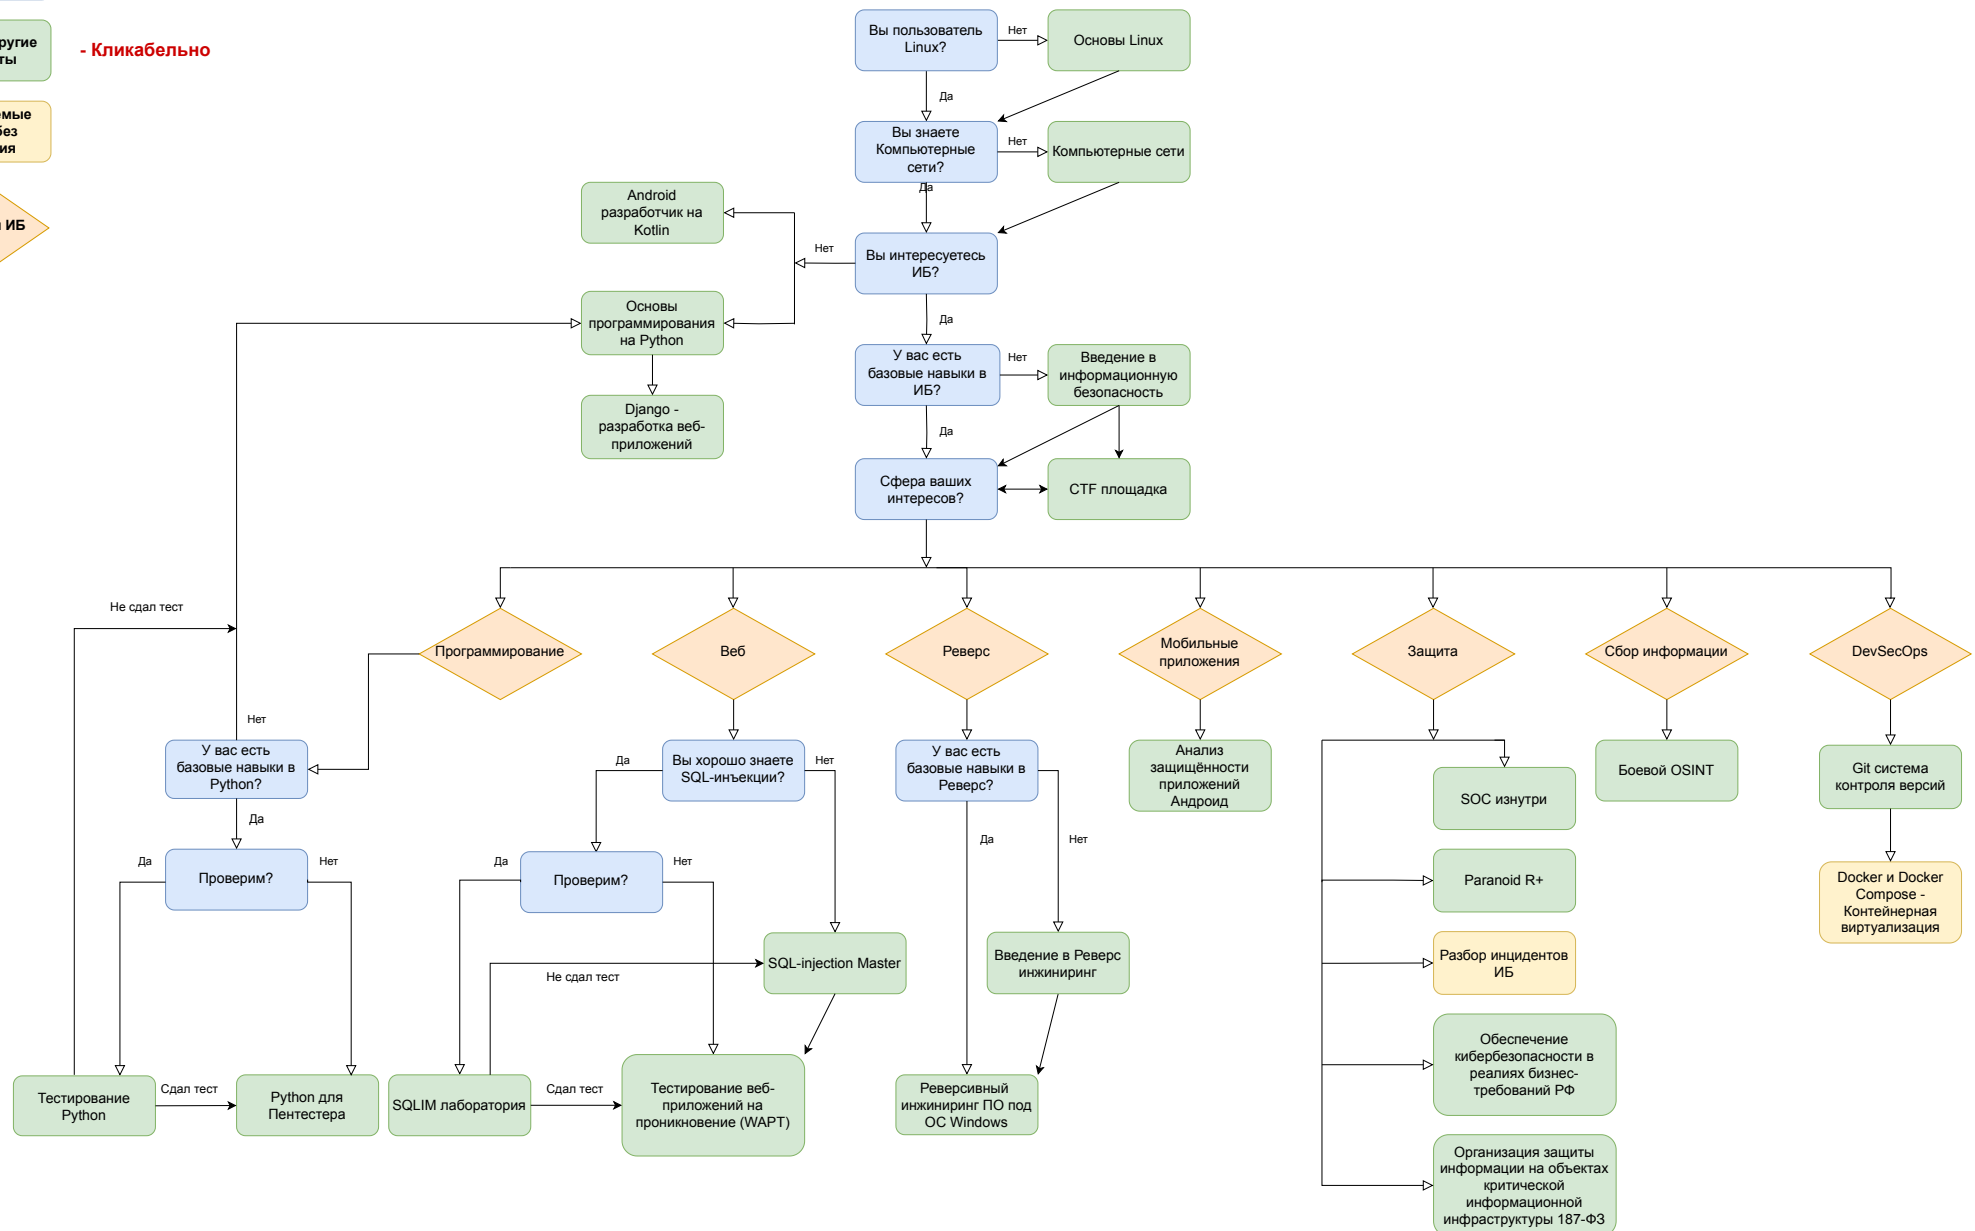 ругие
ты
- Кликабельно
емые
без
ия
и ИБ
Вы пользователь
Linux?
Нет
Основы Linux
Да
Вы знаете
Компьютерные
сети?
Нет
Компьютерные сети
Да
Android
разработчик на
Kotlin
Нет
Вы интересуетесь
ИБ?
Основы
программирования
на Python
Да
У вас есть
базовые навыки в
ИБ?
Нет
Введение в
информационную
безопасность
Django -
разработка веб-
приложений
Да
Сфера ваших
интересов?
CTF площадка
Не сдал тест
Программирование
Веб
Реверс
Мобильные
приложения
Защита
Сбор информации
DevSecOps
Нет
У вас есть
базовые навыки в
Python?
Да
Вы хорошо знаете
SQL-инъекции?
Нет
У вас есть
базовые навыки в
Реверс?
Анализ
защищённости
приложений
Андроид
SOC изнутри
Боевой OSINT
Git система
контроля версий
Да
Да
Проверим?
Нет
Да
Проверим?
Нет
Да
Нет
Paranoid R+
Docker и Docker
Compose -
Контейнерная
виртуализация
SQL-injection Master
Не сдал тест
Введение в Реверс
инжиниринг
Разбор инцидентов
ИБ
Обеспечение
кибербезопасности в
реалиях бизнес-
требований РФ
Тестирование
Python
Сдал тест
Python для
Пентестера
SQLIM лаборатория
Сдал тест
Тестирование веб-
приложений на
проникновение (WAPT)
Реверсивный
инжиниринг ПО под
ОС Windows
Организация защиты
информации на объектах
критической
информационной
инфраструктуры 187-ФЗ